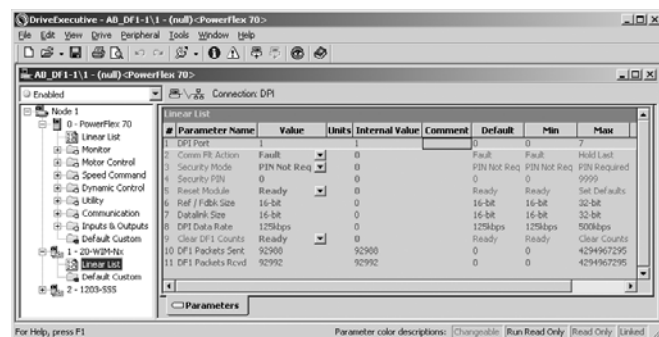 DriveExecutive - AB_DF1-1\1 - (null)<PowerFlex 70>
File Edit View Drive Peripheral Tools Window Help
AB_DF1-1\1 - (null)<PowerFlex 70>
Enabled
Connection: DPI
Node 1
0 - PowerFlex 70
Linear List
Monitor
Motor Control
Speed Command
Dynamic Control
Utility
Communication
Inputs & Outputs
Default Custom
1 - 20-WIM-Nx
Linear List
Default Custom
2 - 1203-SSS
Linear List
# Parameter Name Value Units Internal Value Comment Default Min Max
1 DPI Port 1 1 0 0 7
2 Comm Flt Action Fault 0 Fault Fault Hold Last
3 Security Mode PIN Not Req 0 PIN Not Req PIN Not Req PIN Required
4 Security PIN 0 0 0 0 9999
5 Reset Module Ready 0 Ready Ready Set Defaults
6 Ref / Fdbk Size 16-bit 0 16-bit 16-bit 32-bit
7 Datalink Size 16-bit 0 16-bit 16-bit 32-bit
8 DPI Data Rate 125kbps 0 125kbps 125kbps 500kbps
9 Clear DF1 Counts Ready 0 Ready Ready Clear Counts
10 DF1 Packets Sent 92900 92900 0 0 4294967295
11 DF1 Packets Rcvd 92992 92992 0 0 4294967295
Parameters
For Help, press F1
Parameter color descriptions: Changeable Run Read Only Read Only Linked